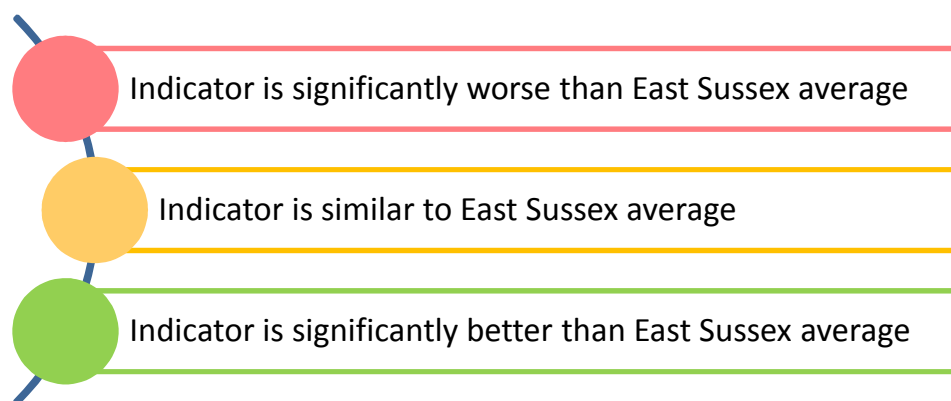 Indicator is significantly worse than East Sussex average
Indicator is similar to East Sussex average
Indicator is significantly better than East Sussex average